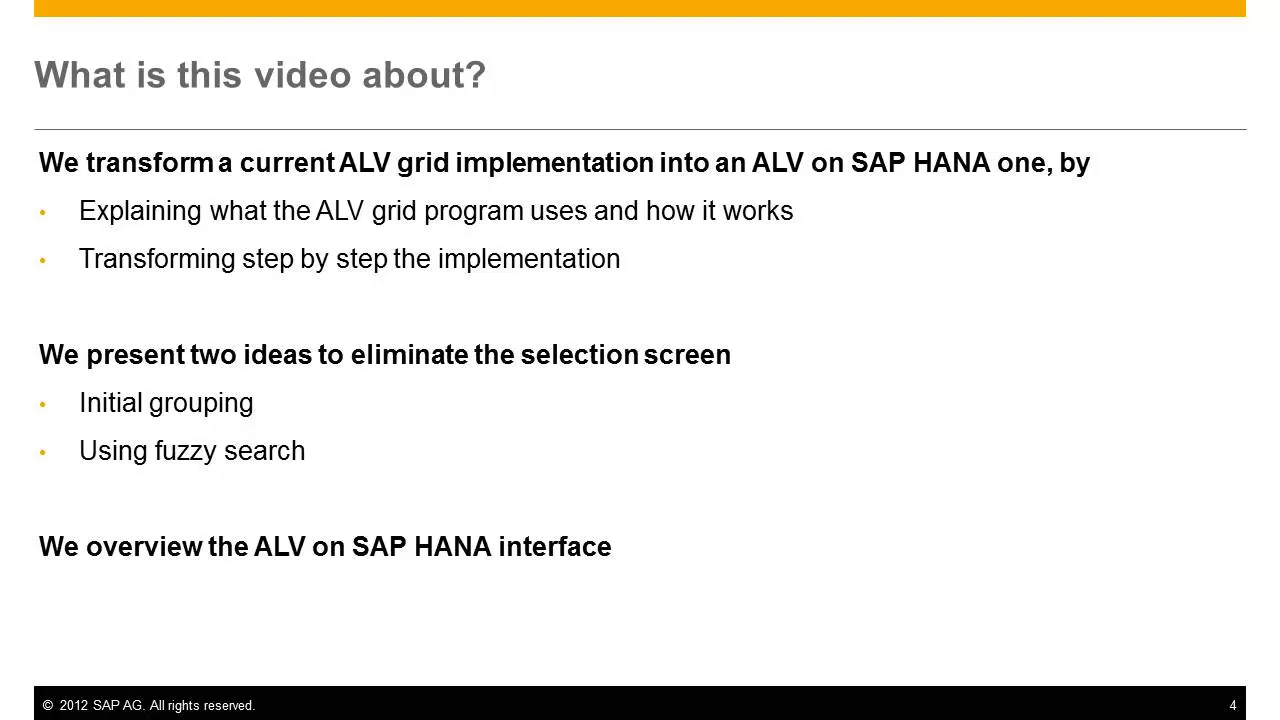 What is this video about?
We transform a current ALV grid implementation into an ALV on SAP HANA one, by
• Explaining what the ALV grid program uses and how it works
• Transforming step by step the implementation
We present two ideas to eliminate the selection screen
• Initial grouping
• Using fuzzy search
We overview the ALV on SAP HANA interface
© 2012 SAP AG. All rights reserved. 4